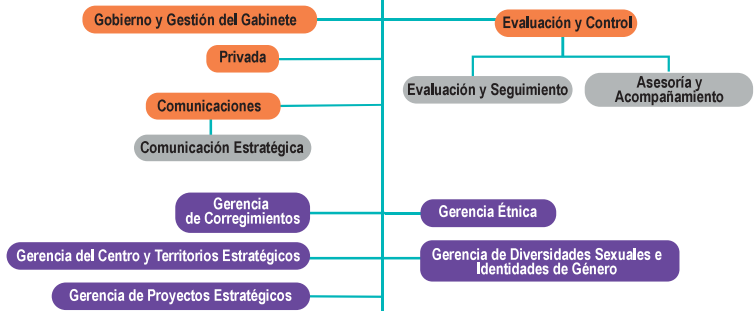 Gobierno y Gestión del Gabinete
Evaluación y Control
Privada
Evaluación y Seguimiento
Asesoría y
Acompañamiento
Comunicaciones
Comunicación Estratégica
Gerencia
de Corregimientos
Gerencia Étnica
Gerencia del Centro y Territorios Estratégicos
Gerencia de Diversidades Sexuales e
Identidades de Género
Gerencia de Proyectos Estratégicos